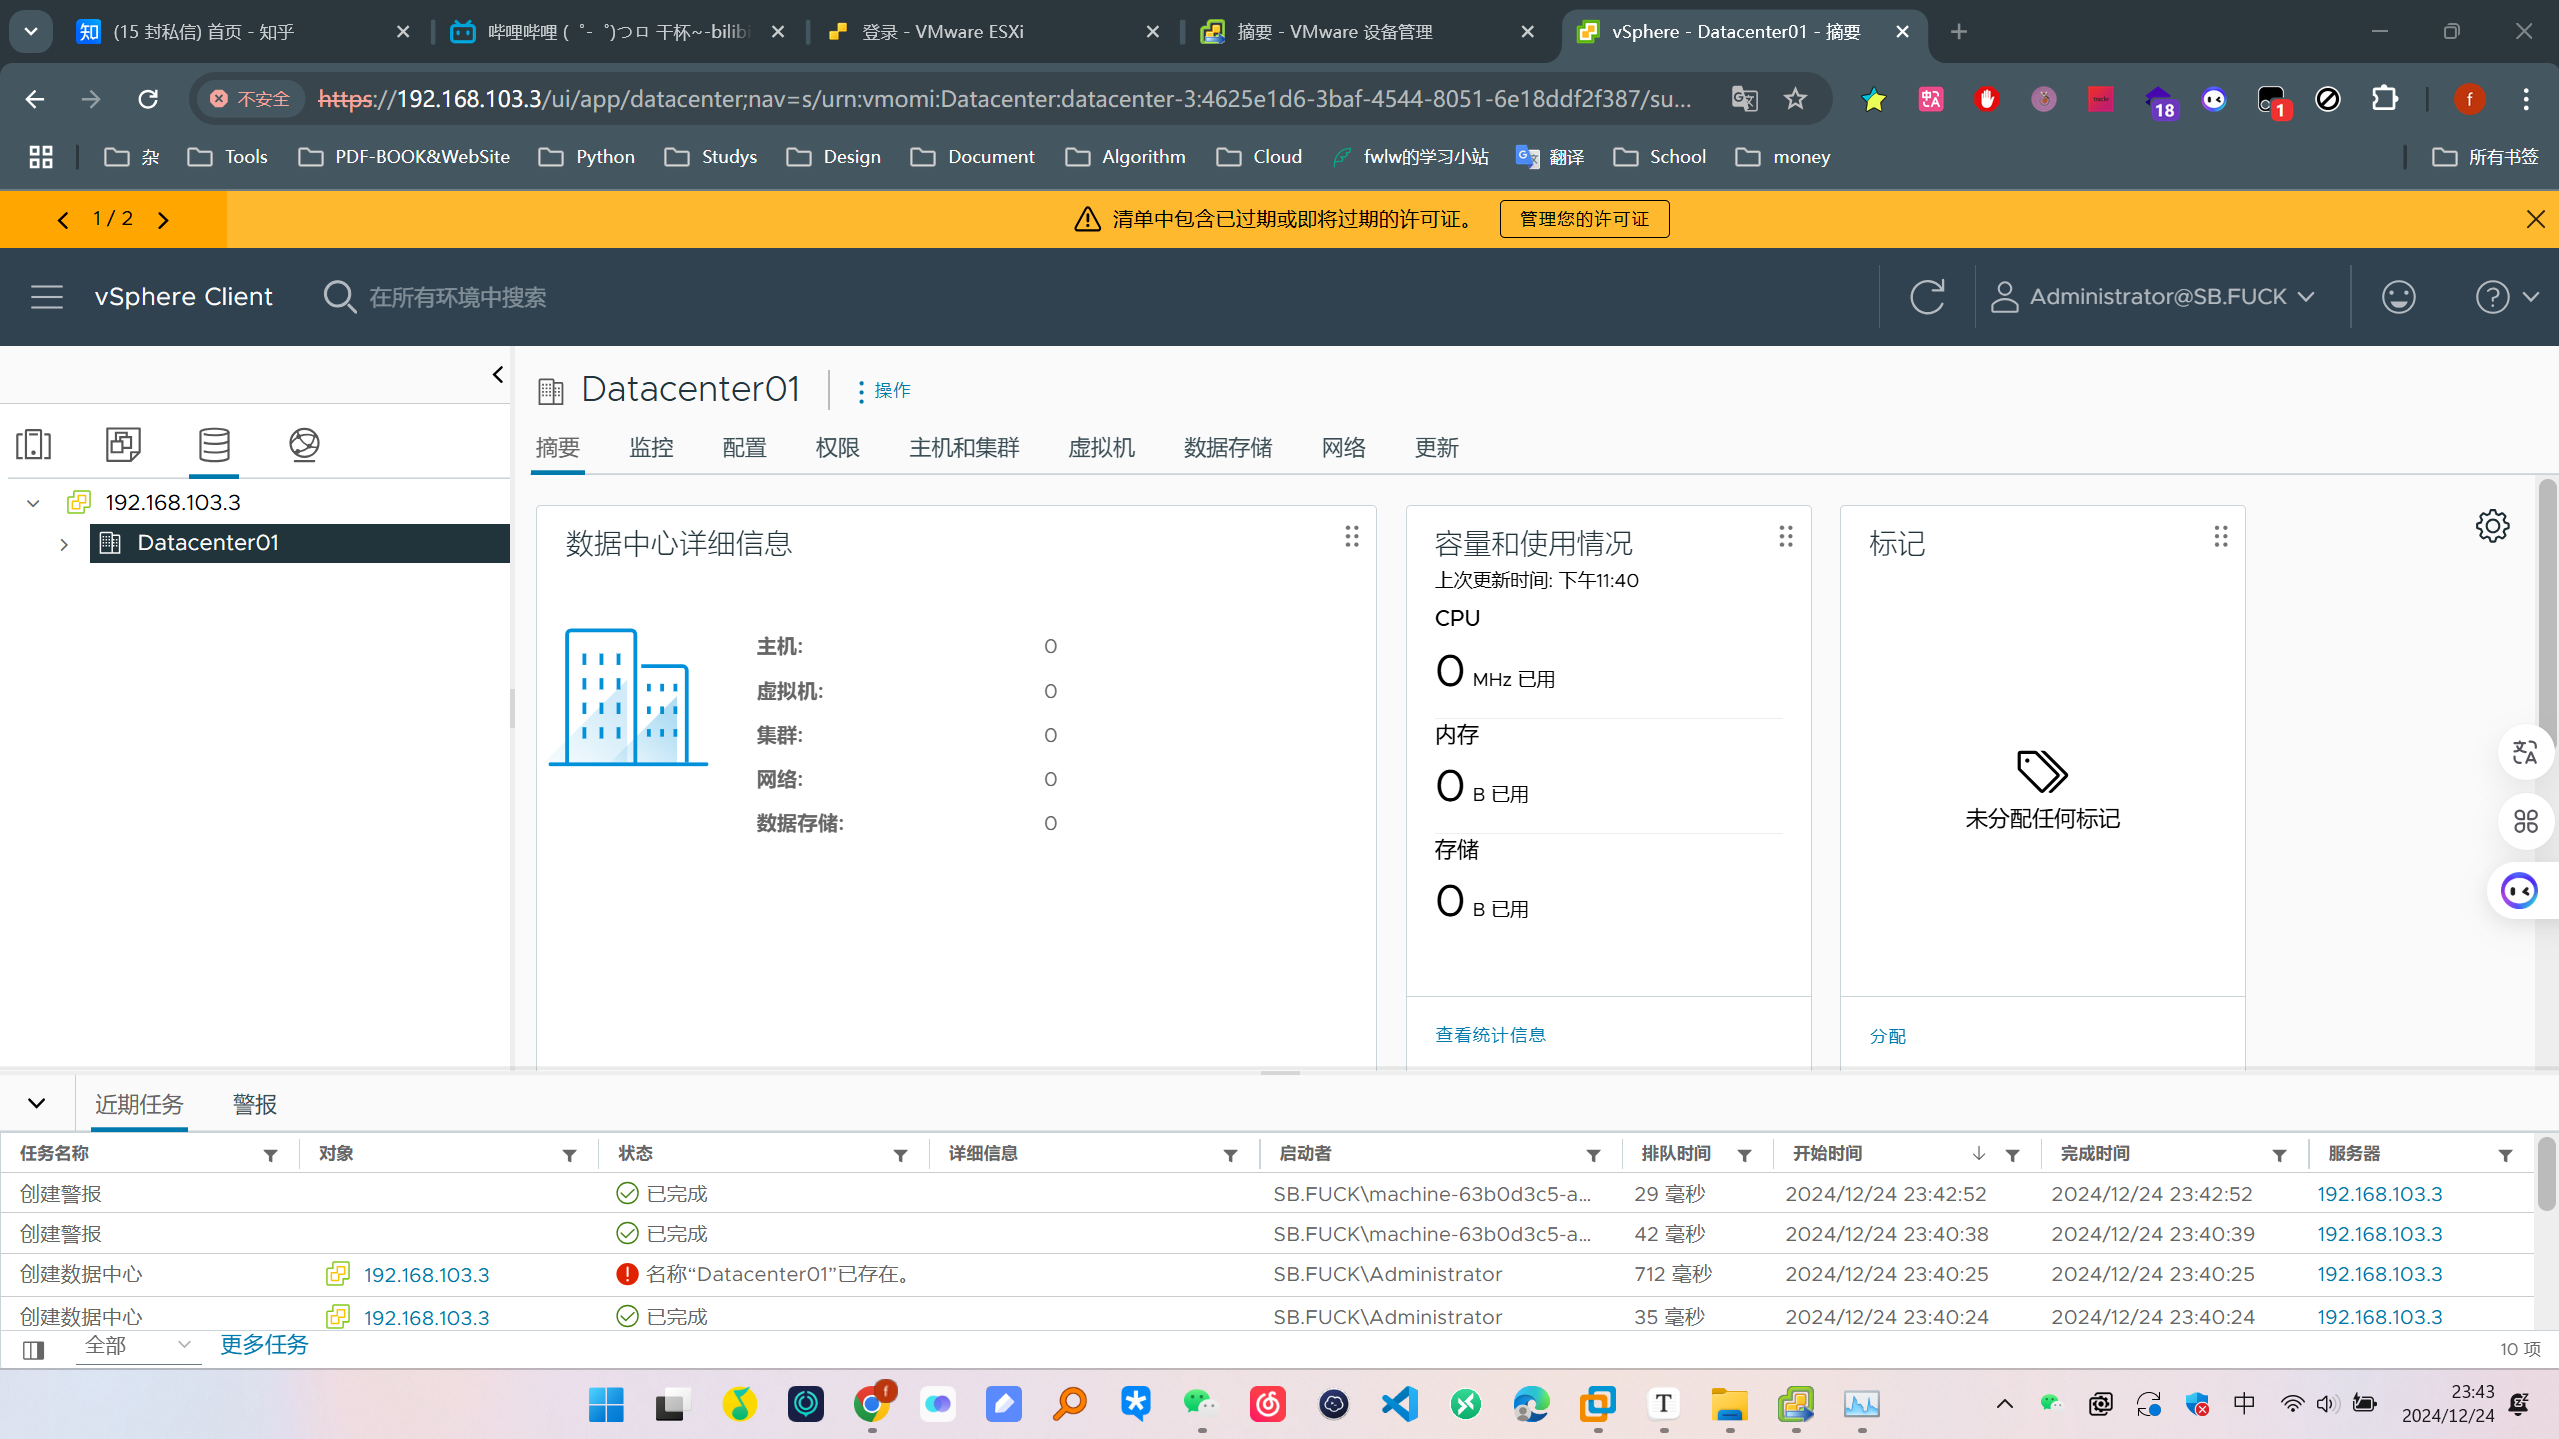 (15 封私信) 首页 - 知乎
哔哩哔哩 (゜-゜)つロ 干杯~-bilibi
登录 - VMware ESXi
摘要 - VMware 设备管理
vSphere - Datacenter01 - 摘要
不安全
https://192.168.103.3/ui/app/datacenter;nav=s/urn:vmomi:Datacenter:datacenter-3:4625e1d6-3baf-4544-8051-6e18ddf2f387/su...
18
1
f
杂
Tools
PDF-BOOK&WebSite
Python
Studys
Design
Document
Algorithm
Cloud
fwlw的学习小站
翻译
School
money
所有书签
1 / 2
清单中包含已过期或即将过期的许可证。
管理您的许可证
vSphere Client
在所有环境中搜索
Administrator@SB.FUCK
Datacenter01
操作
摘要
监控
配置
权限
主机和集群
虚拟机
数据存储
网络
更新
192.168.103.3
Datacenter01
数据中心详细信息
主机: 0
虚拟机: 0
集群: 0
网络: 0
数据存储: 0
容量和使用情况
上次更新时间: 下午11:40
CPU
0 MHz 已用
内存
0 B 已用
存储
0 B 已用
查看统计信息
标记
未分配任何标记
分配
近期任务
警报
任务名称 对象 状态 详细信息 启动者 排队时间 开始时间 完成时间 服务器
创建警报 已完成 SB.FUCK\machine-63b0d3c5-a... 29 毫秒 2024/12/24 23:42:52 2024/12/24 23:42:52 192.168.103.3
创建警报 已完成 SB.FUCK\machine-63b0d3c5-a... 42 毫秒 2024/12/24 23:40:38 2024/12/24 23:40:39 192.168.103.3
创建数据中心 192.168.103.3 名称“Datacenter01”已存在。 SB.FUCK\Administrator 712 毫秒 2024/12/24 23:40:25 2024/12/24 23:40:25 192.168.103.3
创建数据中心 192.168.103.3 已完成 SB.FUCK\Administrator 35 毫秒 2024/12/24 23:40:24 2024/12/24 23:40:24 192.168.103.3
全部
更多任务
10 项
中
23:43
2024/12/24